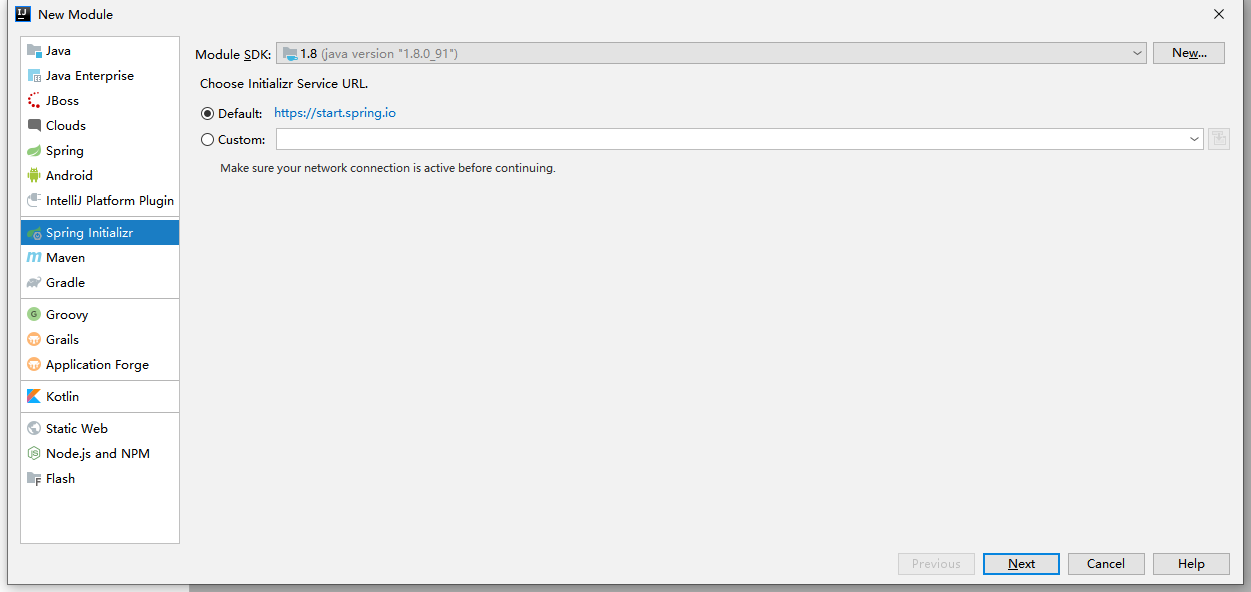 New Module
Java
Java Enterprise
JBoss
Clouds
Spring
Android
IntelliJ Platform Plugin
Spring Initializr
Maven
Gradle
Groovy
Grails
Application Forge
Kotlin
Static Web
Node.js and NPM
Flash
Module SDK: 1.8 (java version "1.8.0_91") New...
Choose Initializr Service URL.
Default: https://start.spring.io
Custom:
Make sure your network connection is active before continuing.
Previous Next Cancel Help